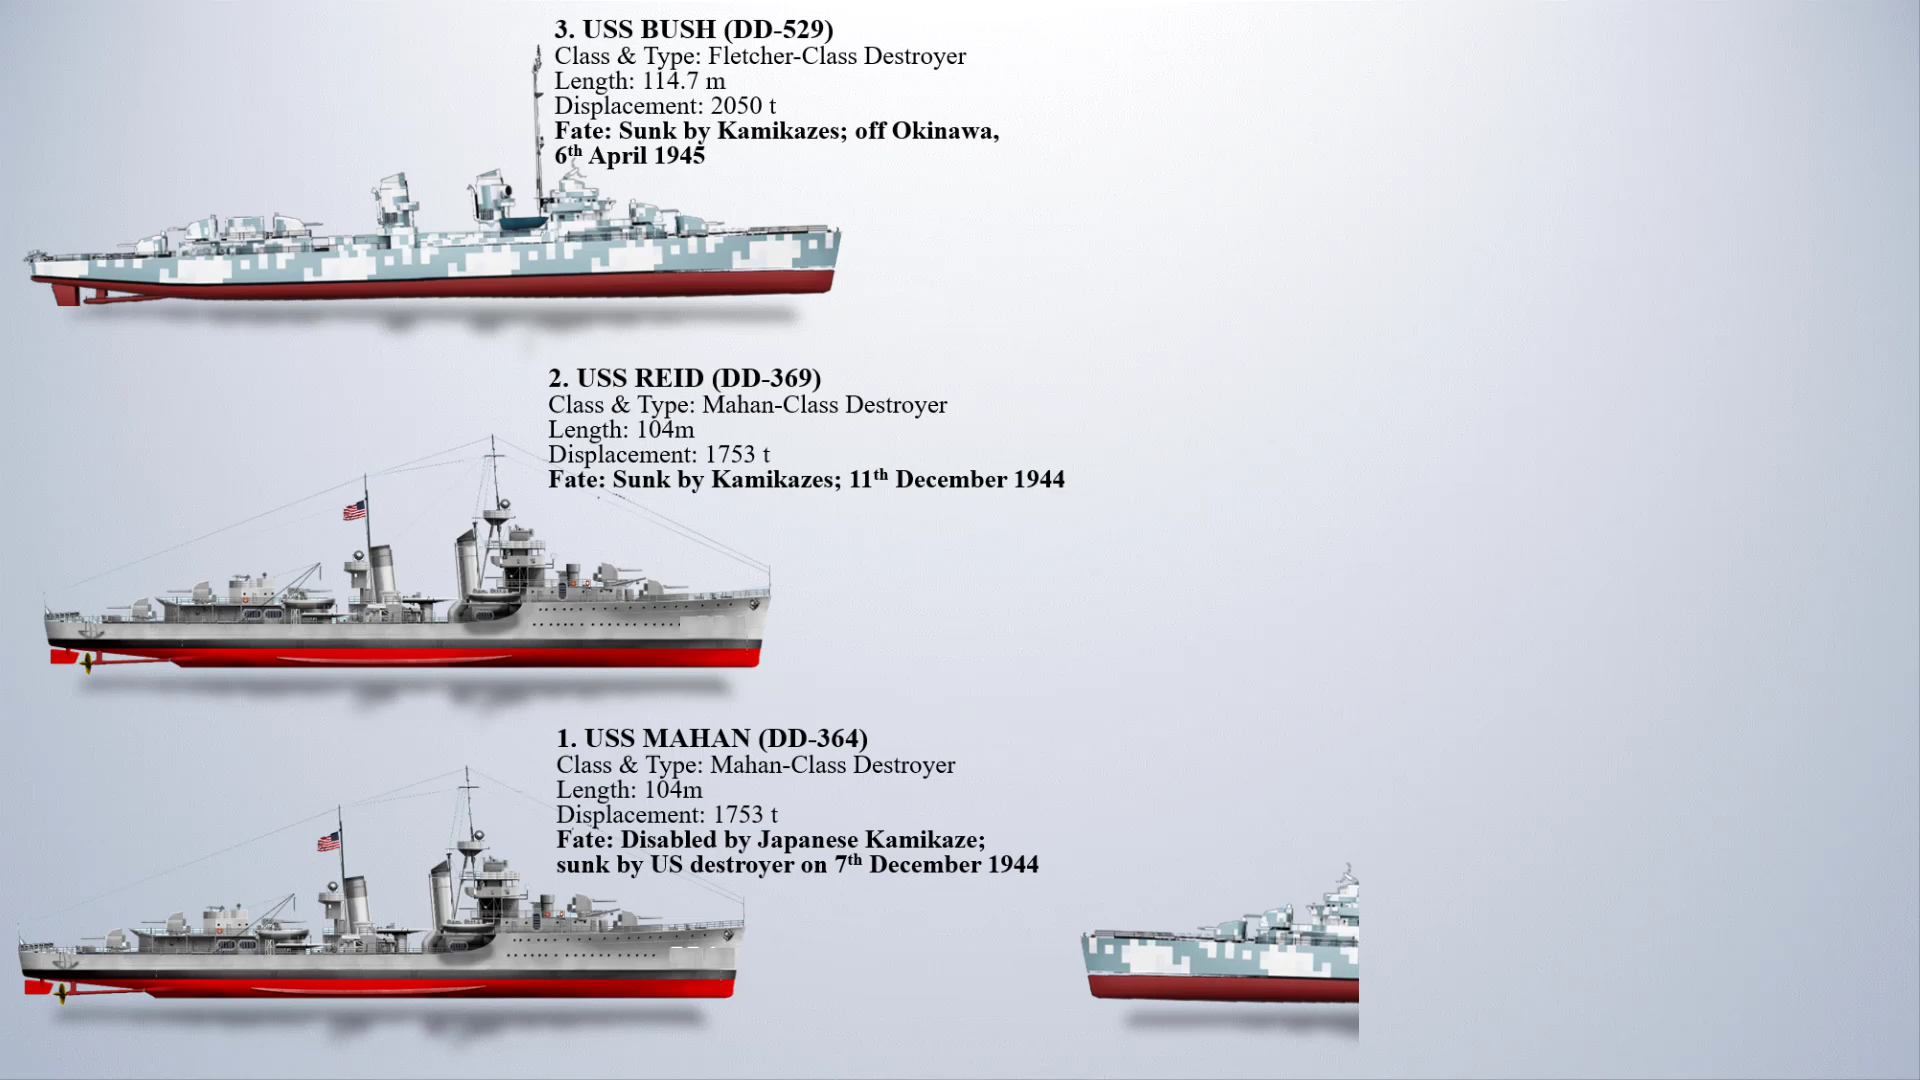 3. USS BUSH (DD-529)
Class & Type: Fletcher-Class Destroyer
Length: 114.7 m
Displacement: 2050 t
Fate: Sunk by Kamikazes; off Okinawa,
6th April 1945
2. USS REID (DD-369)
Class & Type: Mahan-Class Destroyer
Length: 104m
Displacement: 1753 t
Fate: Sunk by Kamikazes; 11th December 1944
1. USS MAHAN (DD-364)
Class & Type: Mahan-Class Destroyer
Length: 104m
Displacement: 1753 t
Fate: Disabled by Japanese Kamikaze;
sunk by US destroyer on 7th December 1944